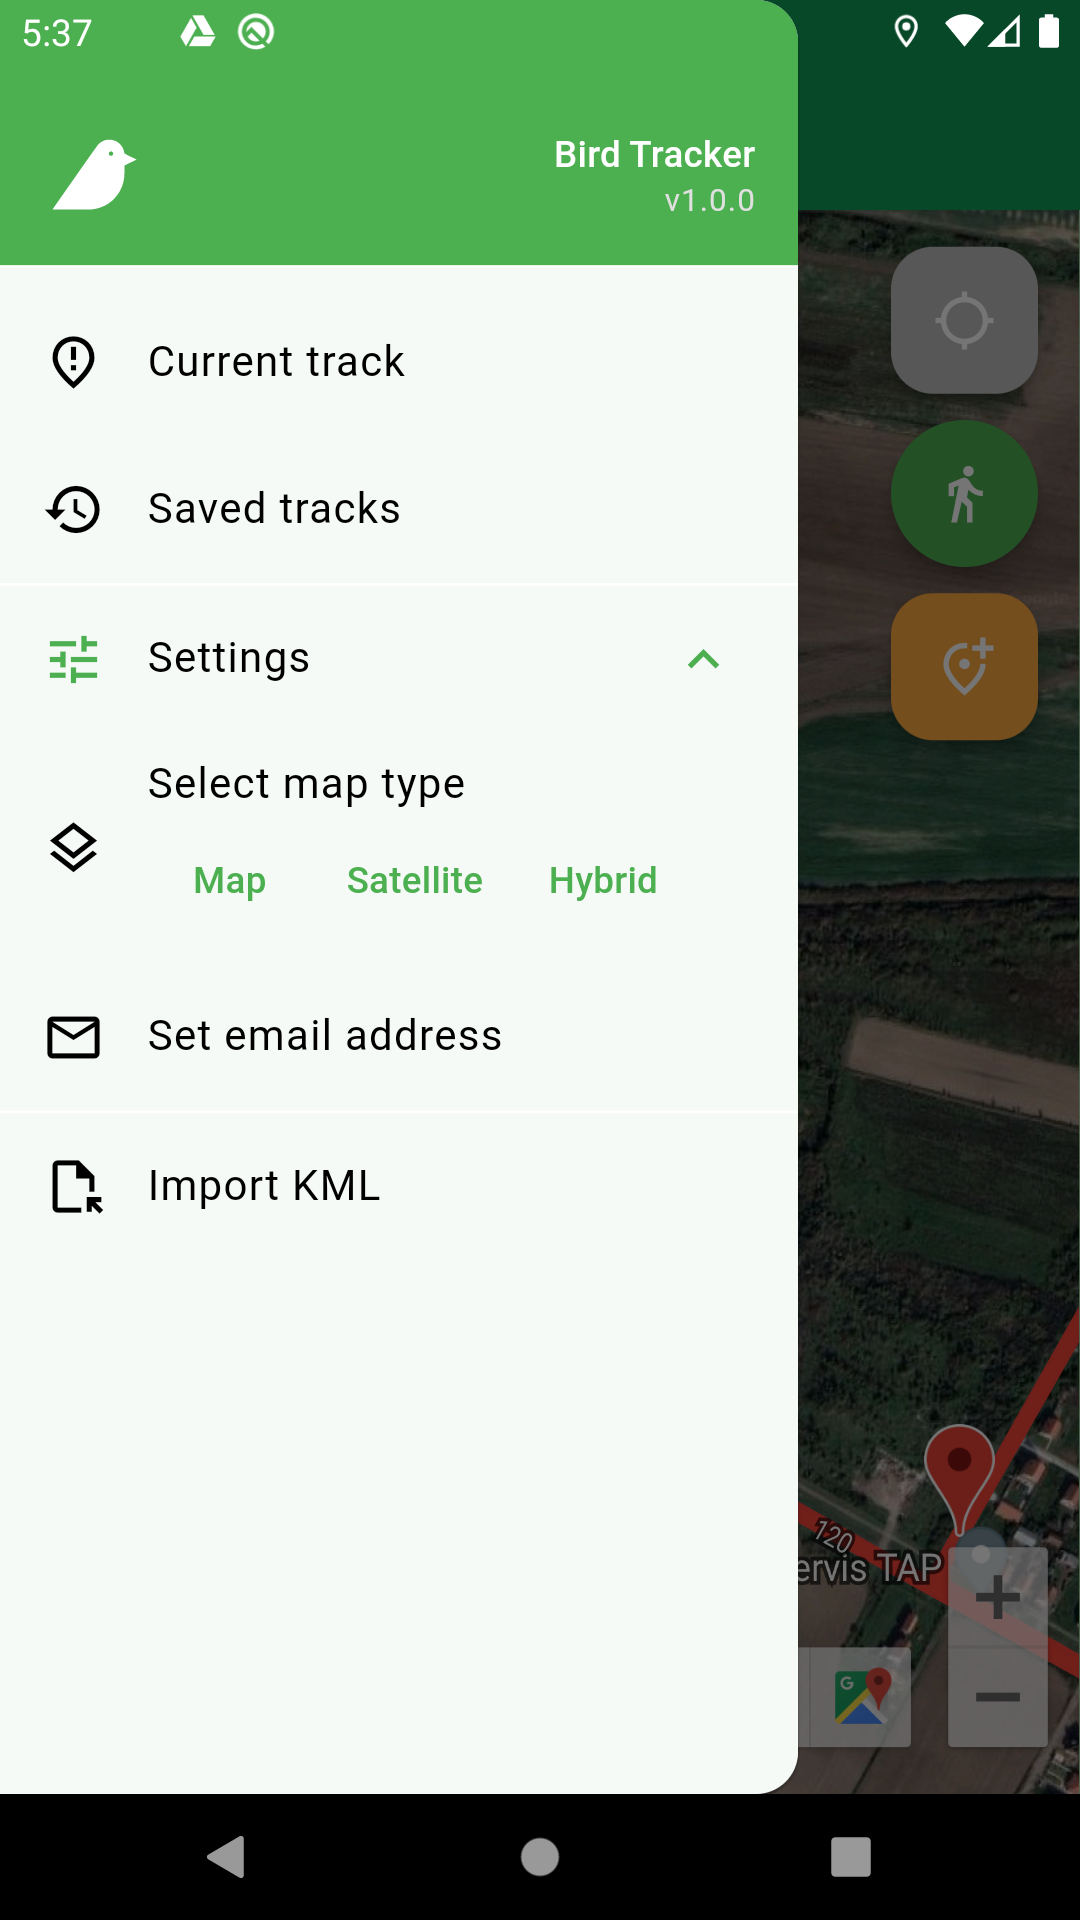 5:37
Bird Tracker
v1.0.0
Current track
Saved tracks
Settings
Select map type
Map Satellite Hybrid
Set email address
Import KML
120
ervis TAP
G